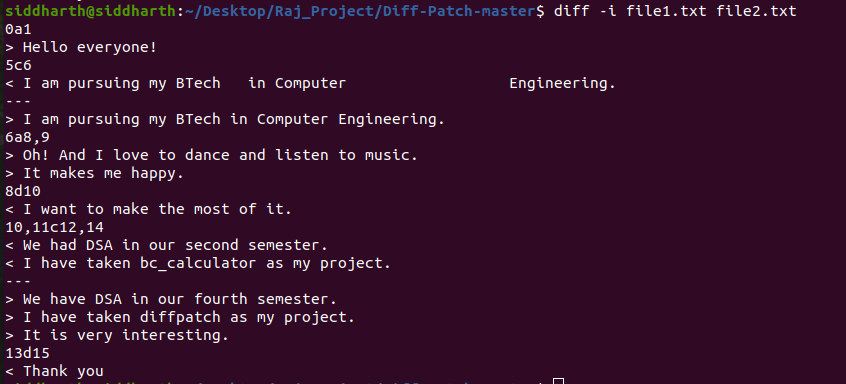 siddharth@siddharth:~/Desktop/Raj_Project/Diff-Patch-master$ diff -i file1.txt file2.txt
0a1
> Hello everyone!
5c6
< I am pursuing my BTech   in Computer                  Engineering.
---
> I am pursuing my BTech in Computer Engineering.
6a8,9
> Oh! And I love to dance and listen to music.
> It makes me happy.
8d10
< I want to make the most of it.
10,11c12,14
< We had DSA in our second semester.
< I have taken bc_calculator as my project.
---
> We have DSA in our fourth semester.
> I have taken diffpatch as my project.
> It is very interesting.
13d15
< Thank you